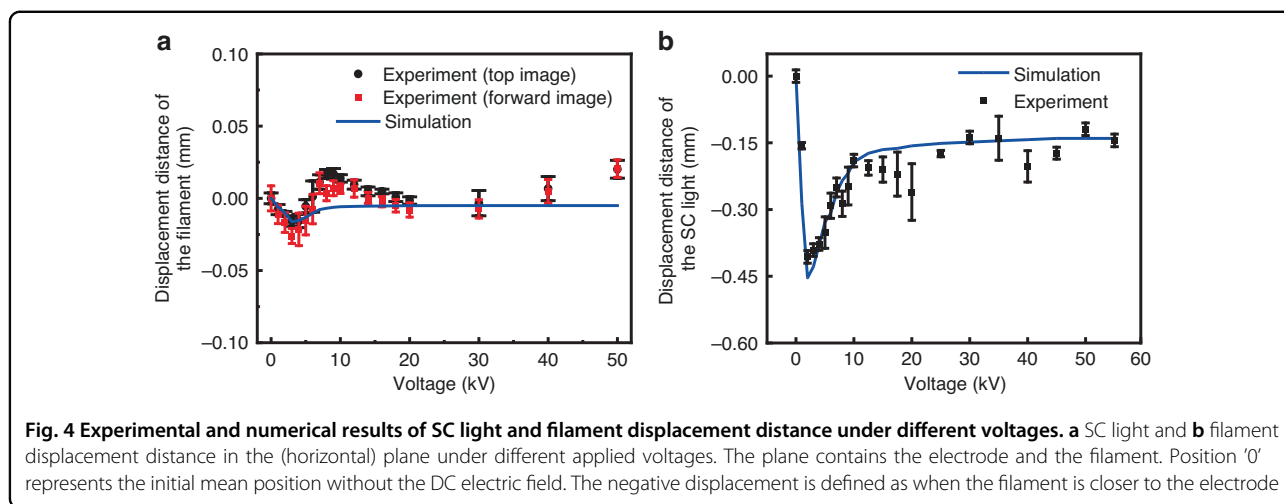 a
0.10
0.05
0.00
−0.05
−0.10
Displacement distance of
the filament (mm)
Experiment (top image)
Experiment (forward image)
Simulation
0 10 20 30 40 50
Voltage (kV)
b
0.00
−0.15
−0.30
−0.45
−0.60
Displacement distance of
the SC light (mm)
Simulation
Experiment
0 10 20 30 40 50 60
Voltage (kV)
Fig. 4 Experimental and numerical results of SC light and filament displacement distance under different voltages. a SC light and b filament
displacement distance in the (horizontal) plane under different applied voltages. The plane contains the electrode and the filament. Position '0'
represents the initial mean position without the DC electric field. The negative displacement is defined as when the filament is closer to the electrode